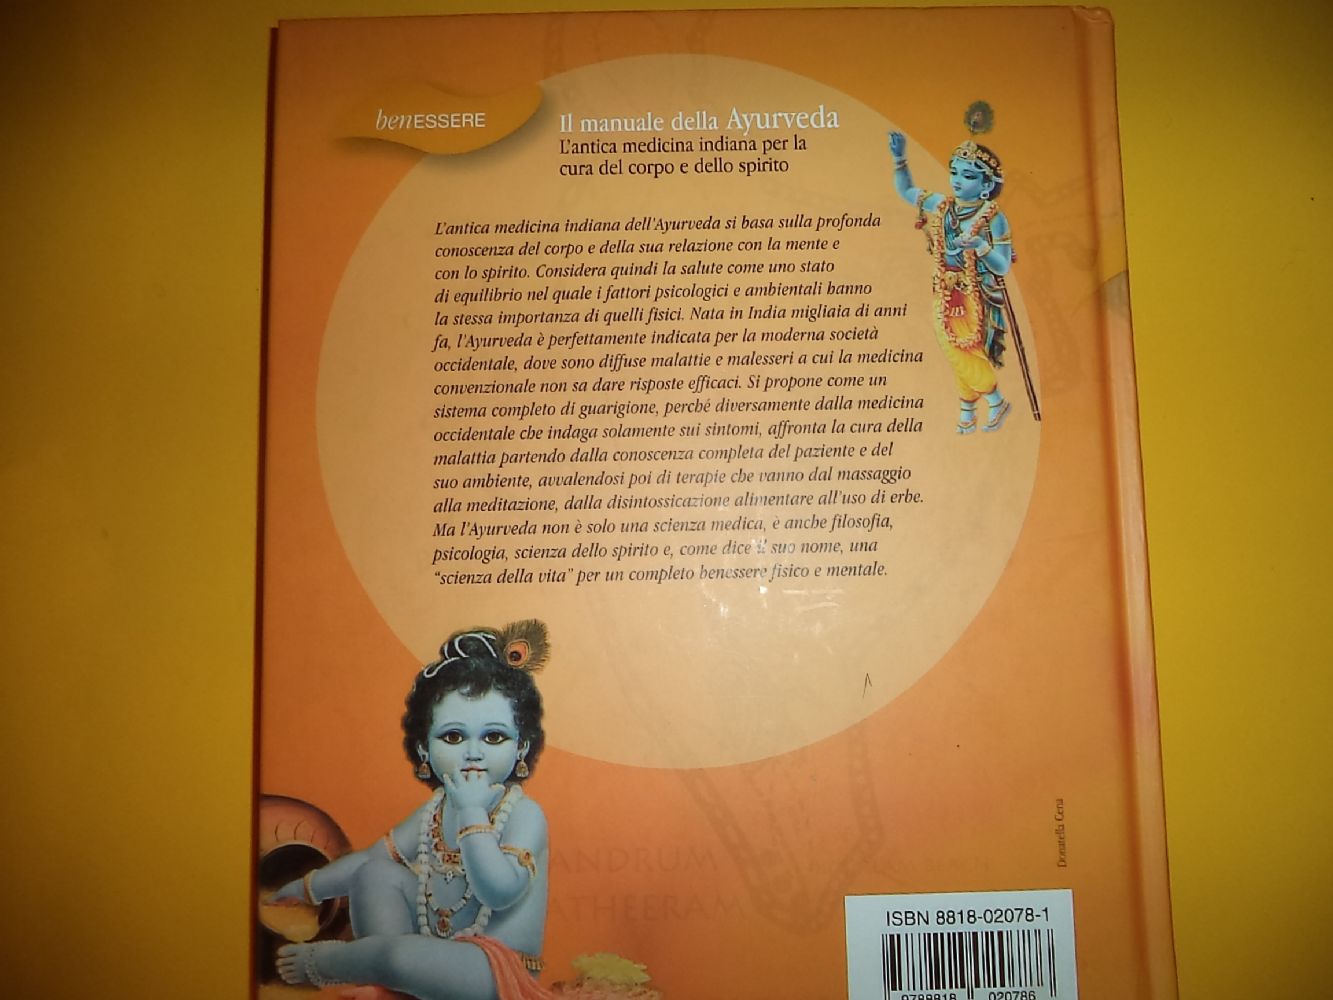 benESSERE
Il manuale della Ayurveda
L'antica medicina indiana per la
cura del corpo e dello spirito
L'antica medicina indiana dell'Ayurveda si basa sulla profonda
conoscenza del corpo e della sua relazione con la mente e
con lo spirito. Considera quindi la salute come uno stato
di equilibrio nel quale i fattori psicologici e ambientali hanno
la stessa importanza di quelli fisici. Nata in India migliaia di anni
fa, l'Ayurveda è perfettamente indicata per la moderna società
occidentale, dove sono diffuse malattie e malesseri a cui la medicina
convenzionale non sa dare risposte efficaci. Si propone come un
sistema completo di guarigione, perché diversamente dalla medicina
occidentale che indaga solamente sui sintomi, affronta la cura della
malattia partendo dalla conoscenza completa del paziente e del
suo ambiente, avvalendosi poi di terapie che vanno dal massaggio
alla meditazione, dalla disintossicazione alimentare all'uso di erbe.
Ma l'Ayurveda non è solo una scienza medica, è anche filosofia,
psicologia, scienza dello spirito e, come dice il suo nome, una
"scienza della vita" per un completo benessere fisico e mentale.
Donatella Cena
ANDRUM
ATHEERAM
ISBN 8818-02078-1
9788818 020786